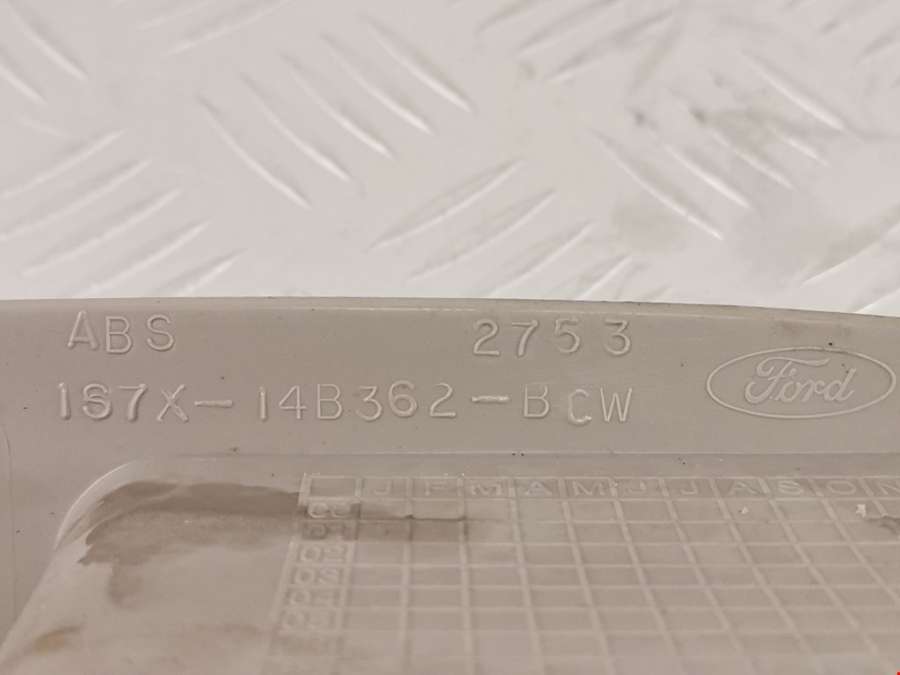 ABS 2753
1S7X-14B362-BCW
Ford
J F M A M J J A S O N